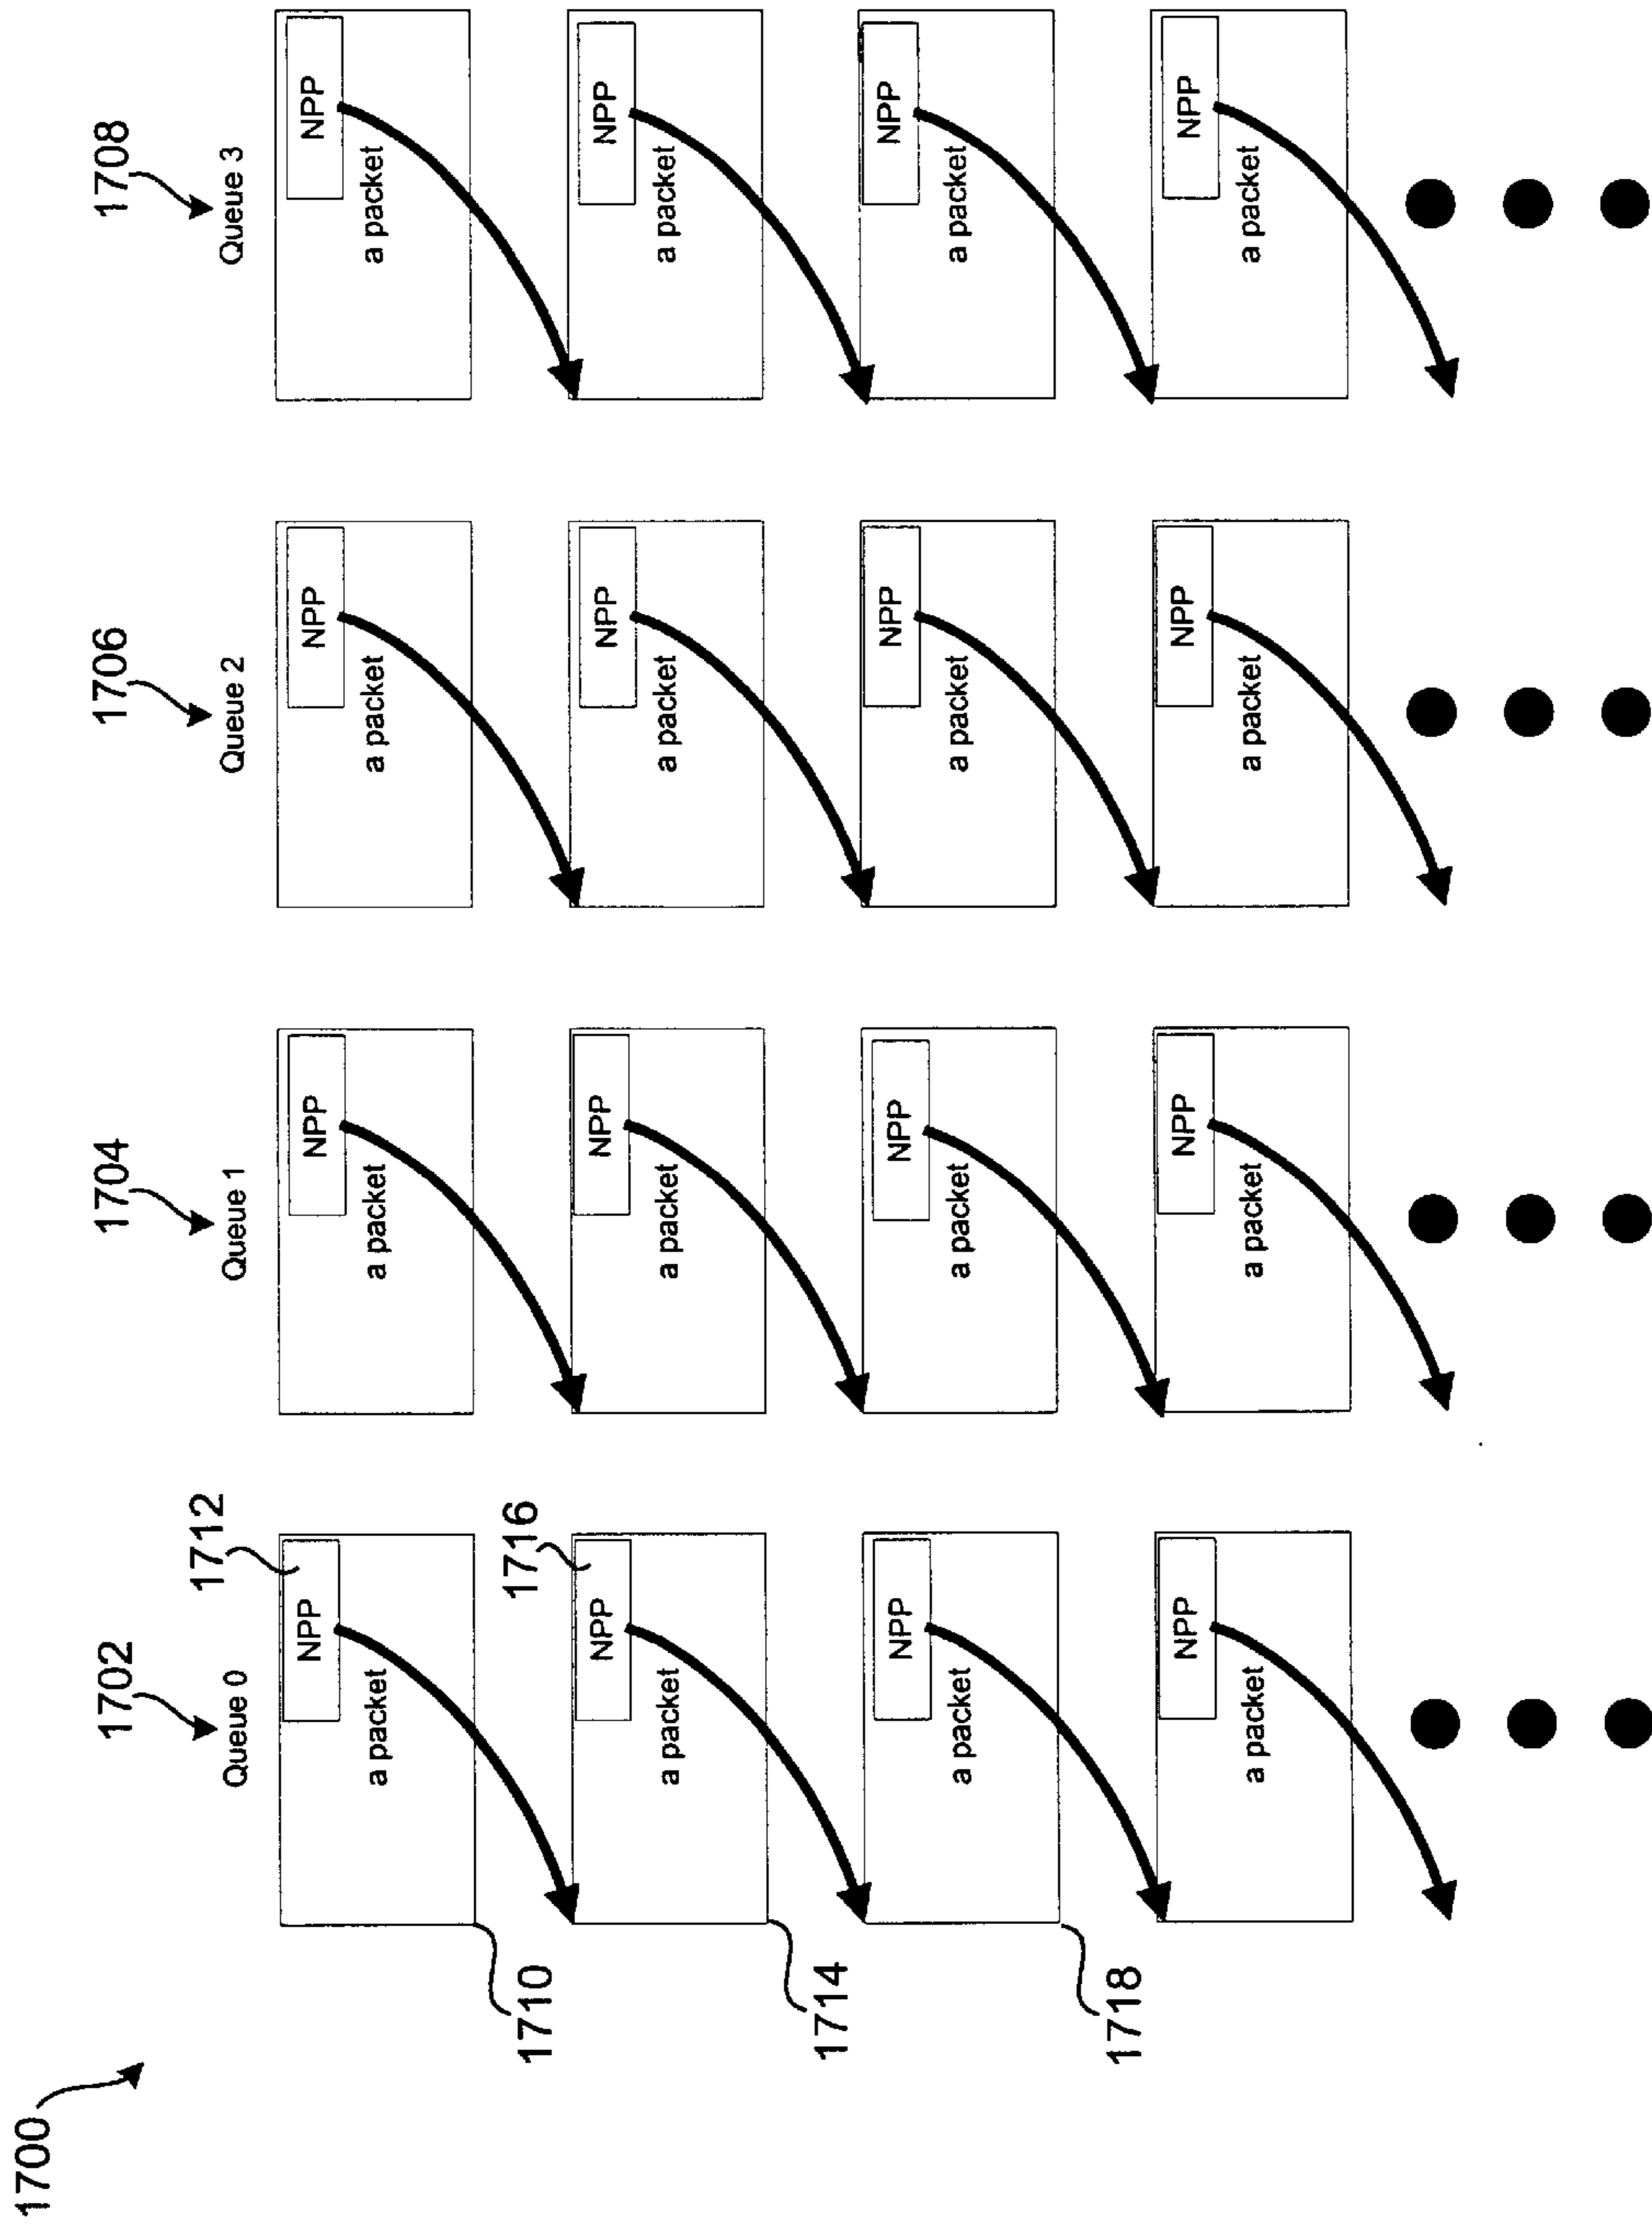 1700
1702
1704
1706
1708
Queue 0
Queue 1
Queue 2
Queue 3
1712
NPP
NPP
NPP
NPP
a packet
a packet
a packet
a packet
1710
1716
NPP
NPP
NPP
NPP
a packet
a packet
a packet
a packet
1714
NPP
NPP
NPP
NPP
a packet
a packet
a packet
a packet
1718
NPP
NPP
NPP
NPP
a packet
a packet
a packet
a packet